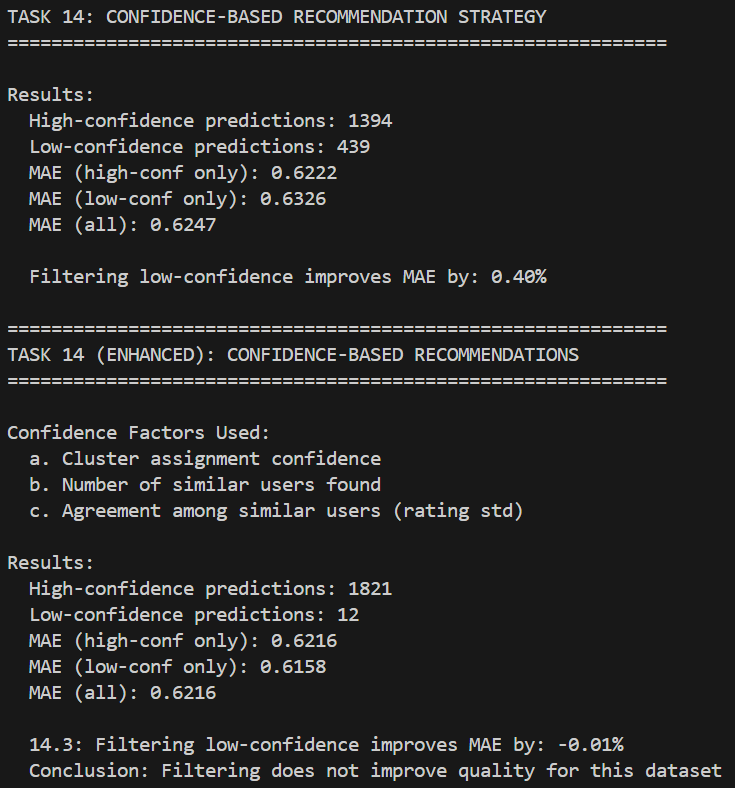 TASK 14: CONFIDENCE-BASED RECOMMENDATION STRATEGY
============================================================
Results:
High-confidence predictions: 1394
Low-confidence predictions: 439
MAE (high-conf only): 0.6222
MAE (low-conf only): 0.6326
MAE (all): 0.6247
Filtering low-confidence improves MAE by: 0.40%
============================================================
TASK 14 (ENHANCED): CONFIDENCE-BASED RECOMMENDATIONS
============================================================
Confidence Factors Used:
a. Cluster assignment confidence
b. Number of similar users found
c. Agreement among similar users (rating std)
Results:
High-confidence predictions: 1821
Low-confidence predictions: 12
MAE (high-conf only): 0.6216
MAE (low-conf only): 0.6158
MAE (all): 0.6216
14.3: Filtering low-confidence improves MAE by: -0.01%
Conclusion: Filtering does not improve quality for this dataset